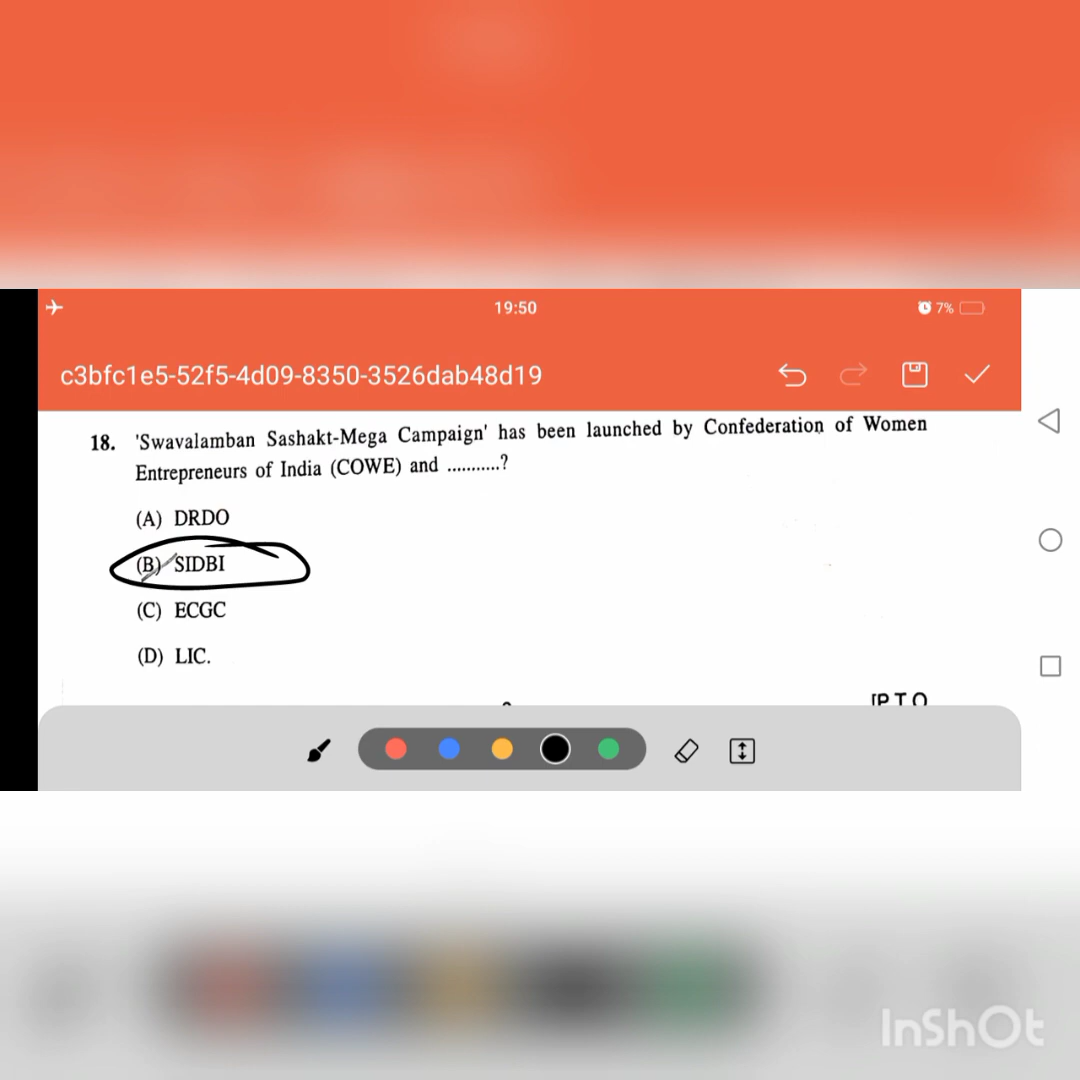 19:50
7%
c3bfc1e5-52f5-4d09-8350-3526dab48d19
18. 'Swavalamban Sashakt-Mega Campaign' has been launched by Confederation of Women
Entrepreneurs of India (COWE) and ...........?
(A) DRDO
(B) SIDBI
(C) ECGC
(D) LIC.
[P.T.O
InShOt